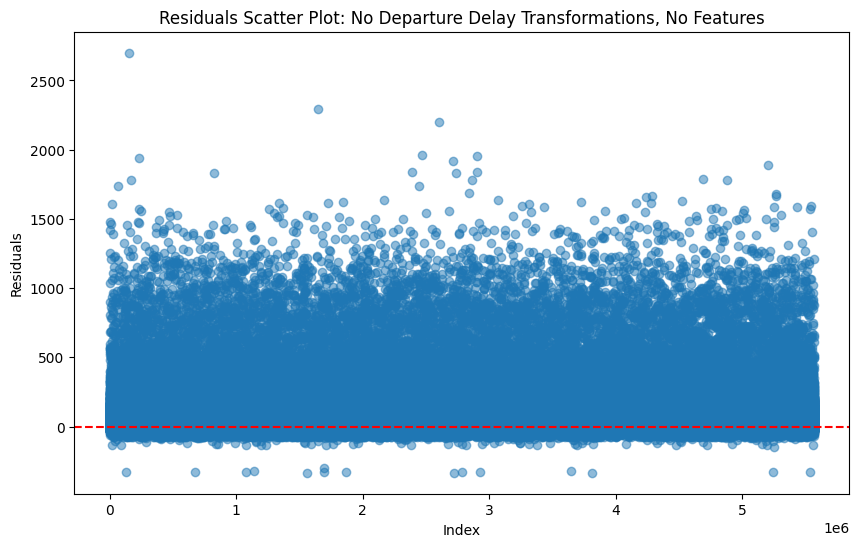 Residuals Scatter Plot: No Departure Delay Transformations, No Features
2500
2000
1500
1000
500
0
Residuals
0 1 2 3 4 5
1e6
Index